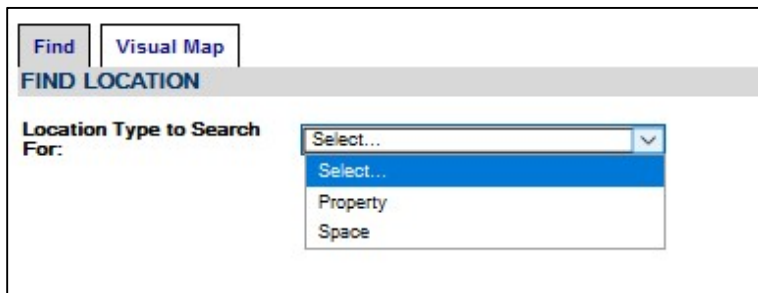 Find Visual Map
FIND LOCATION
Location Type to Search
For:
Select...
Select...
Property
Space